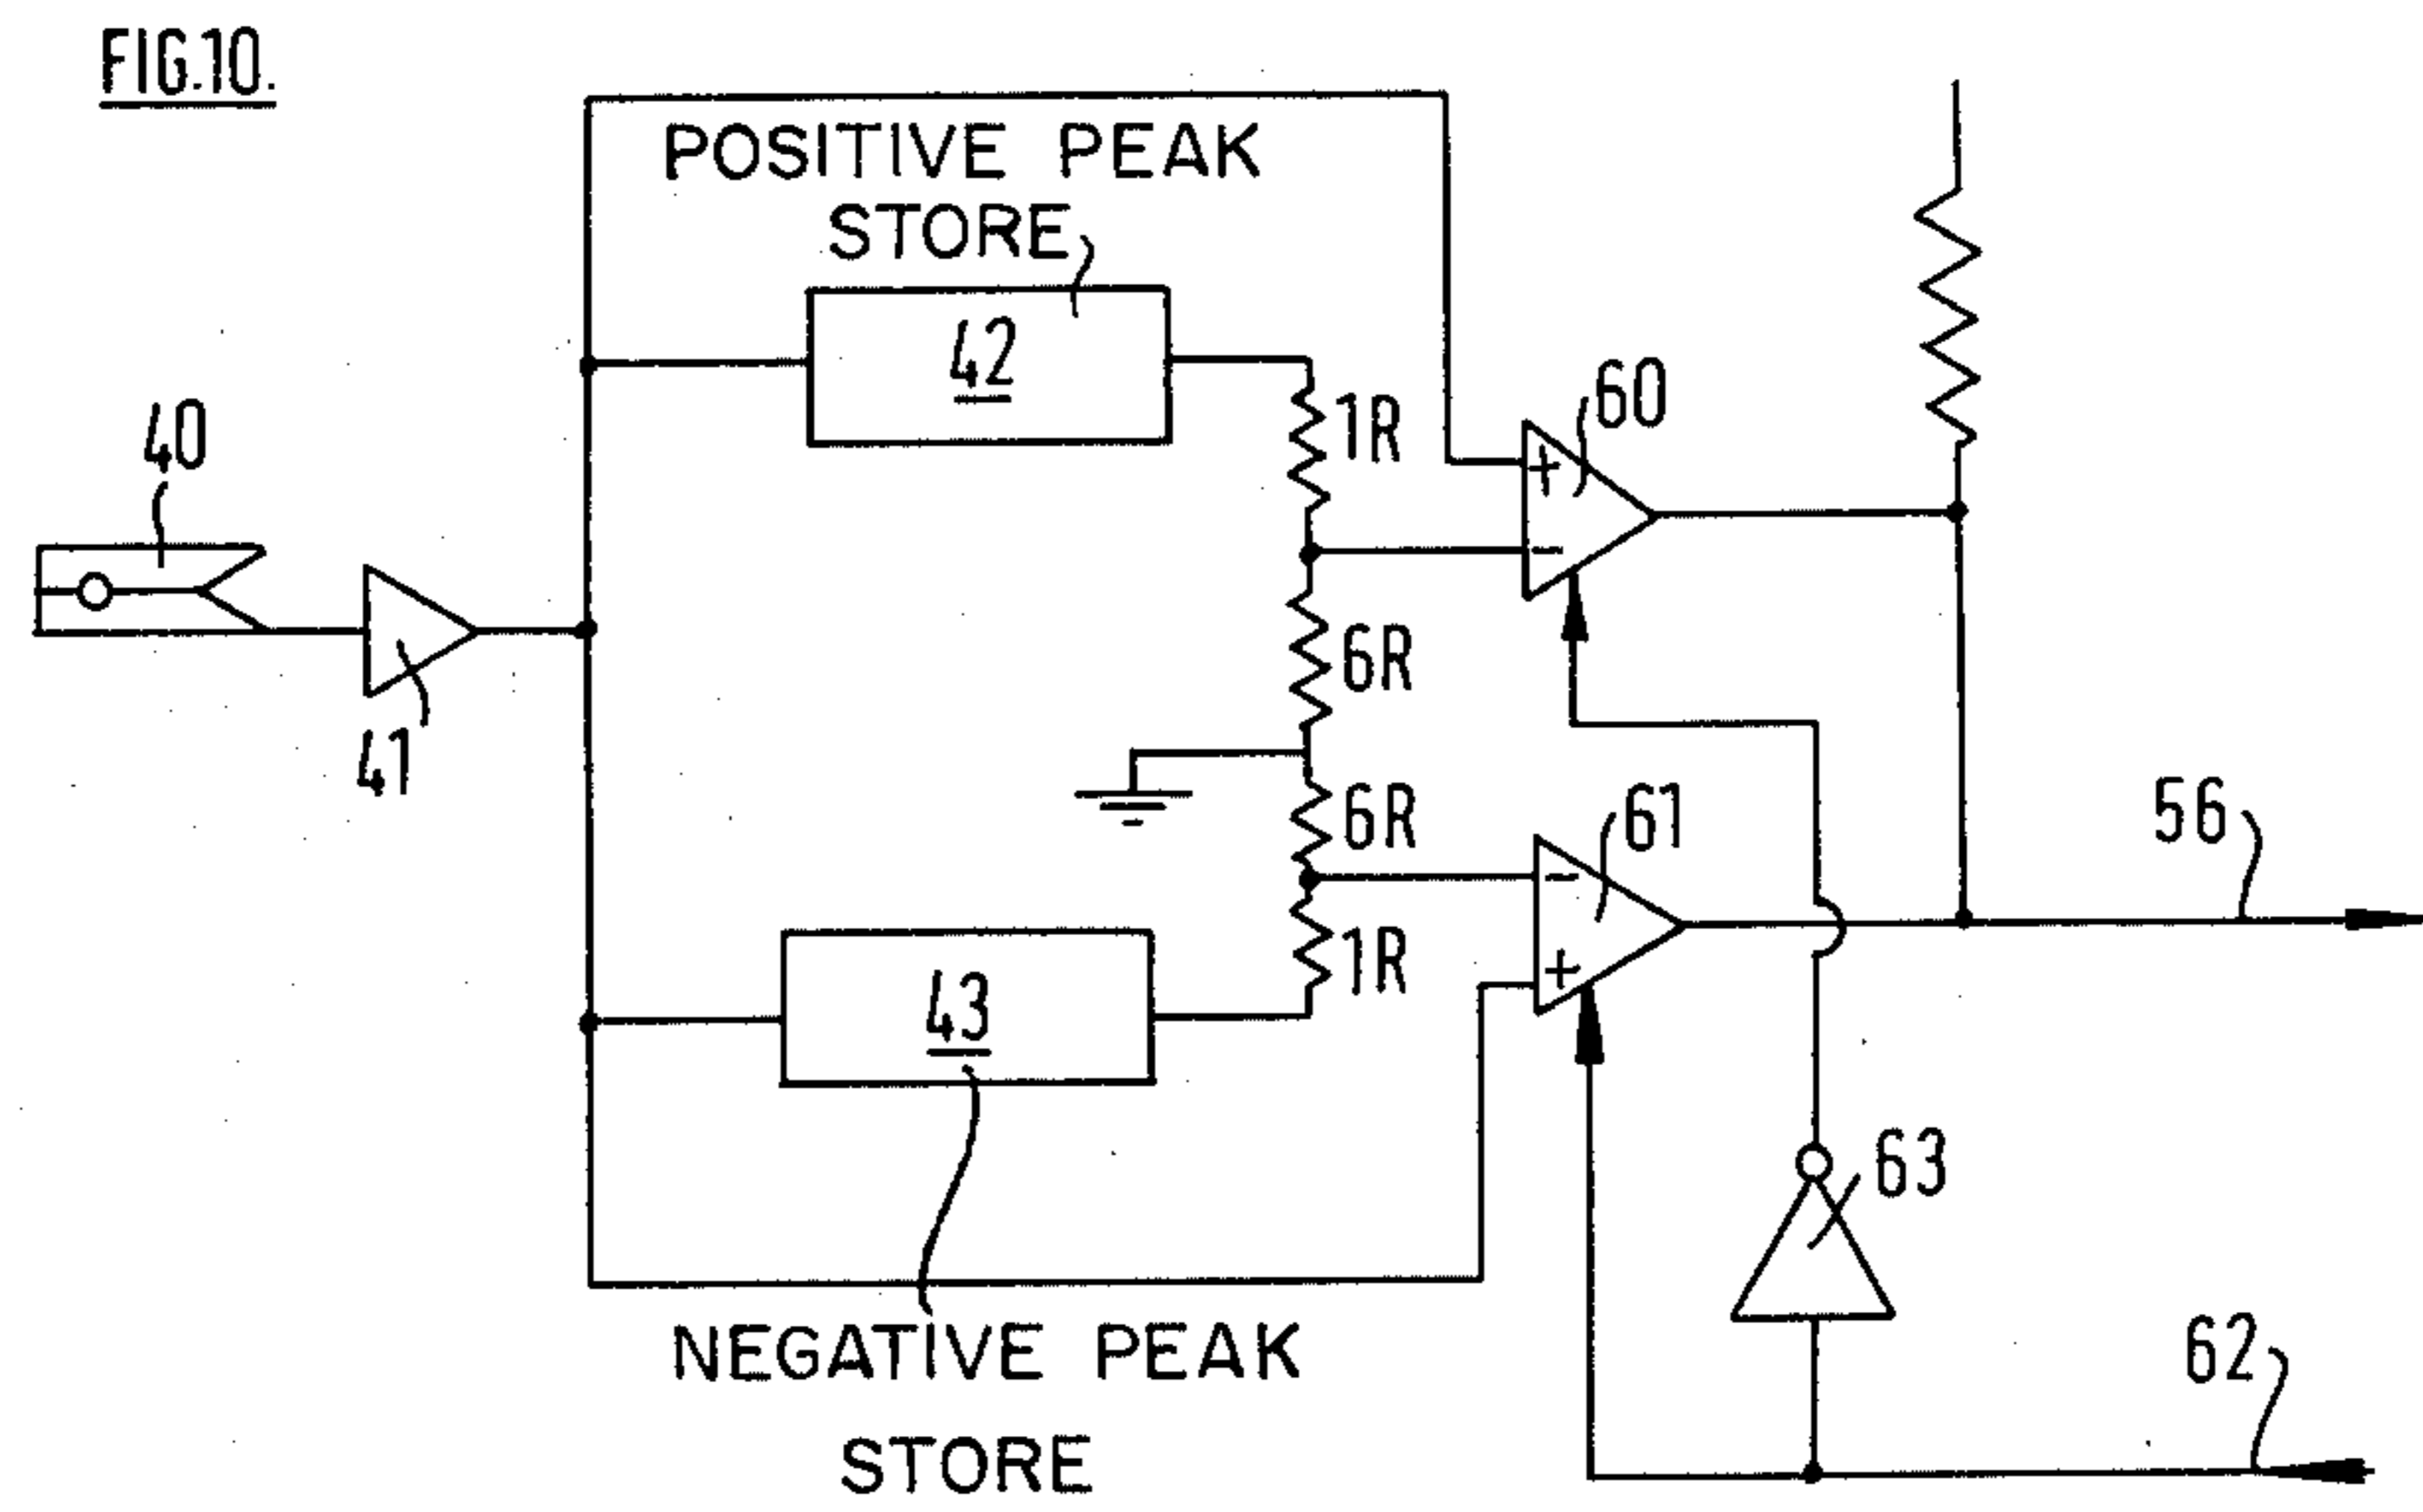 FIG.10.
POSITIVE PEAK
STORE
42
1R
60
+
-
40
41
6R
6R
61
-
+
56
1R
43
63
NEGATIVE PEAK
STORE
62